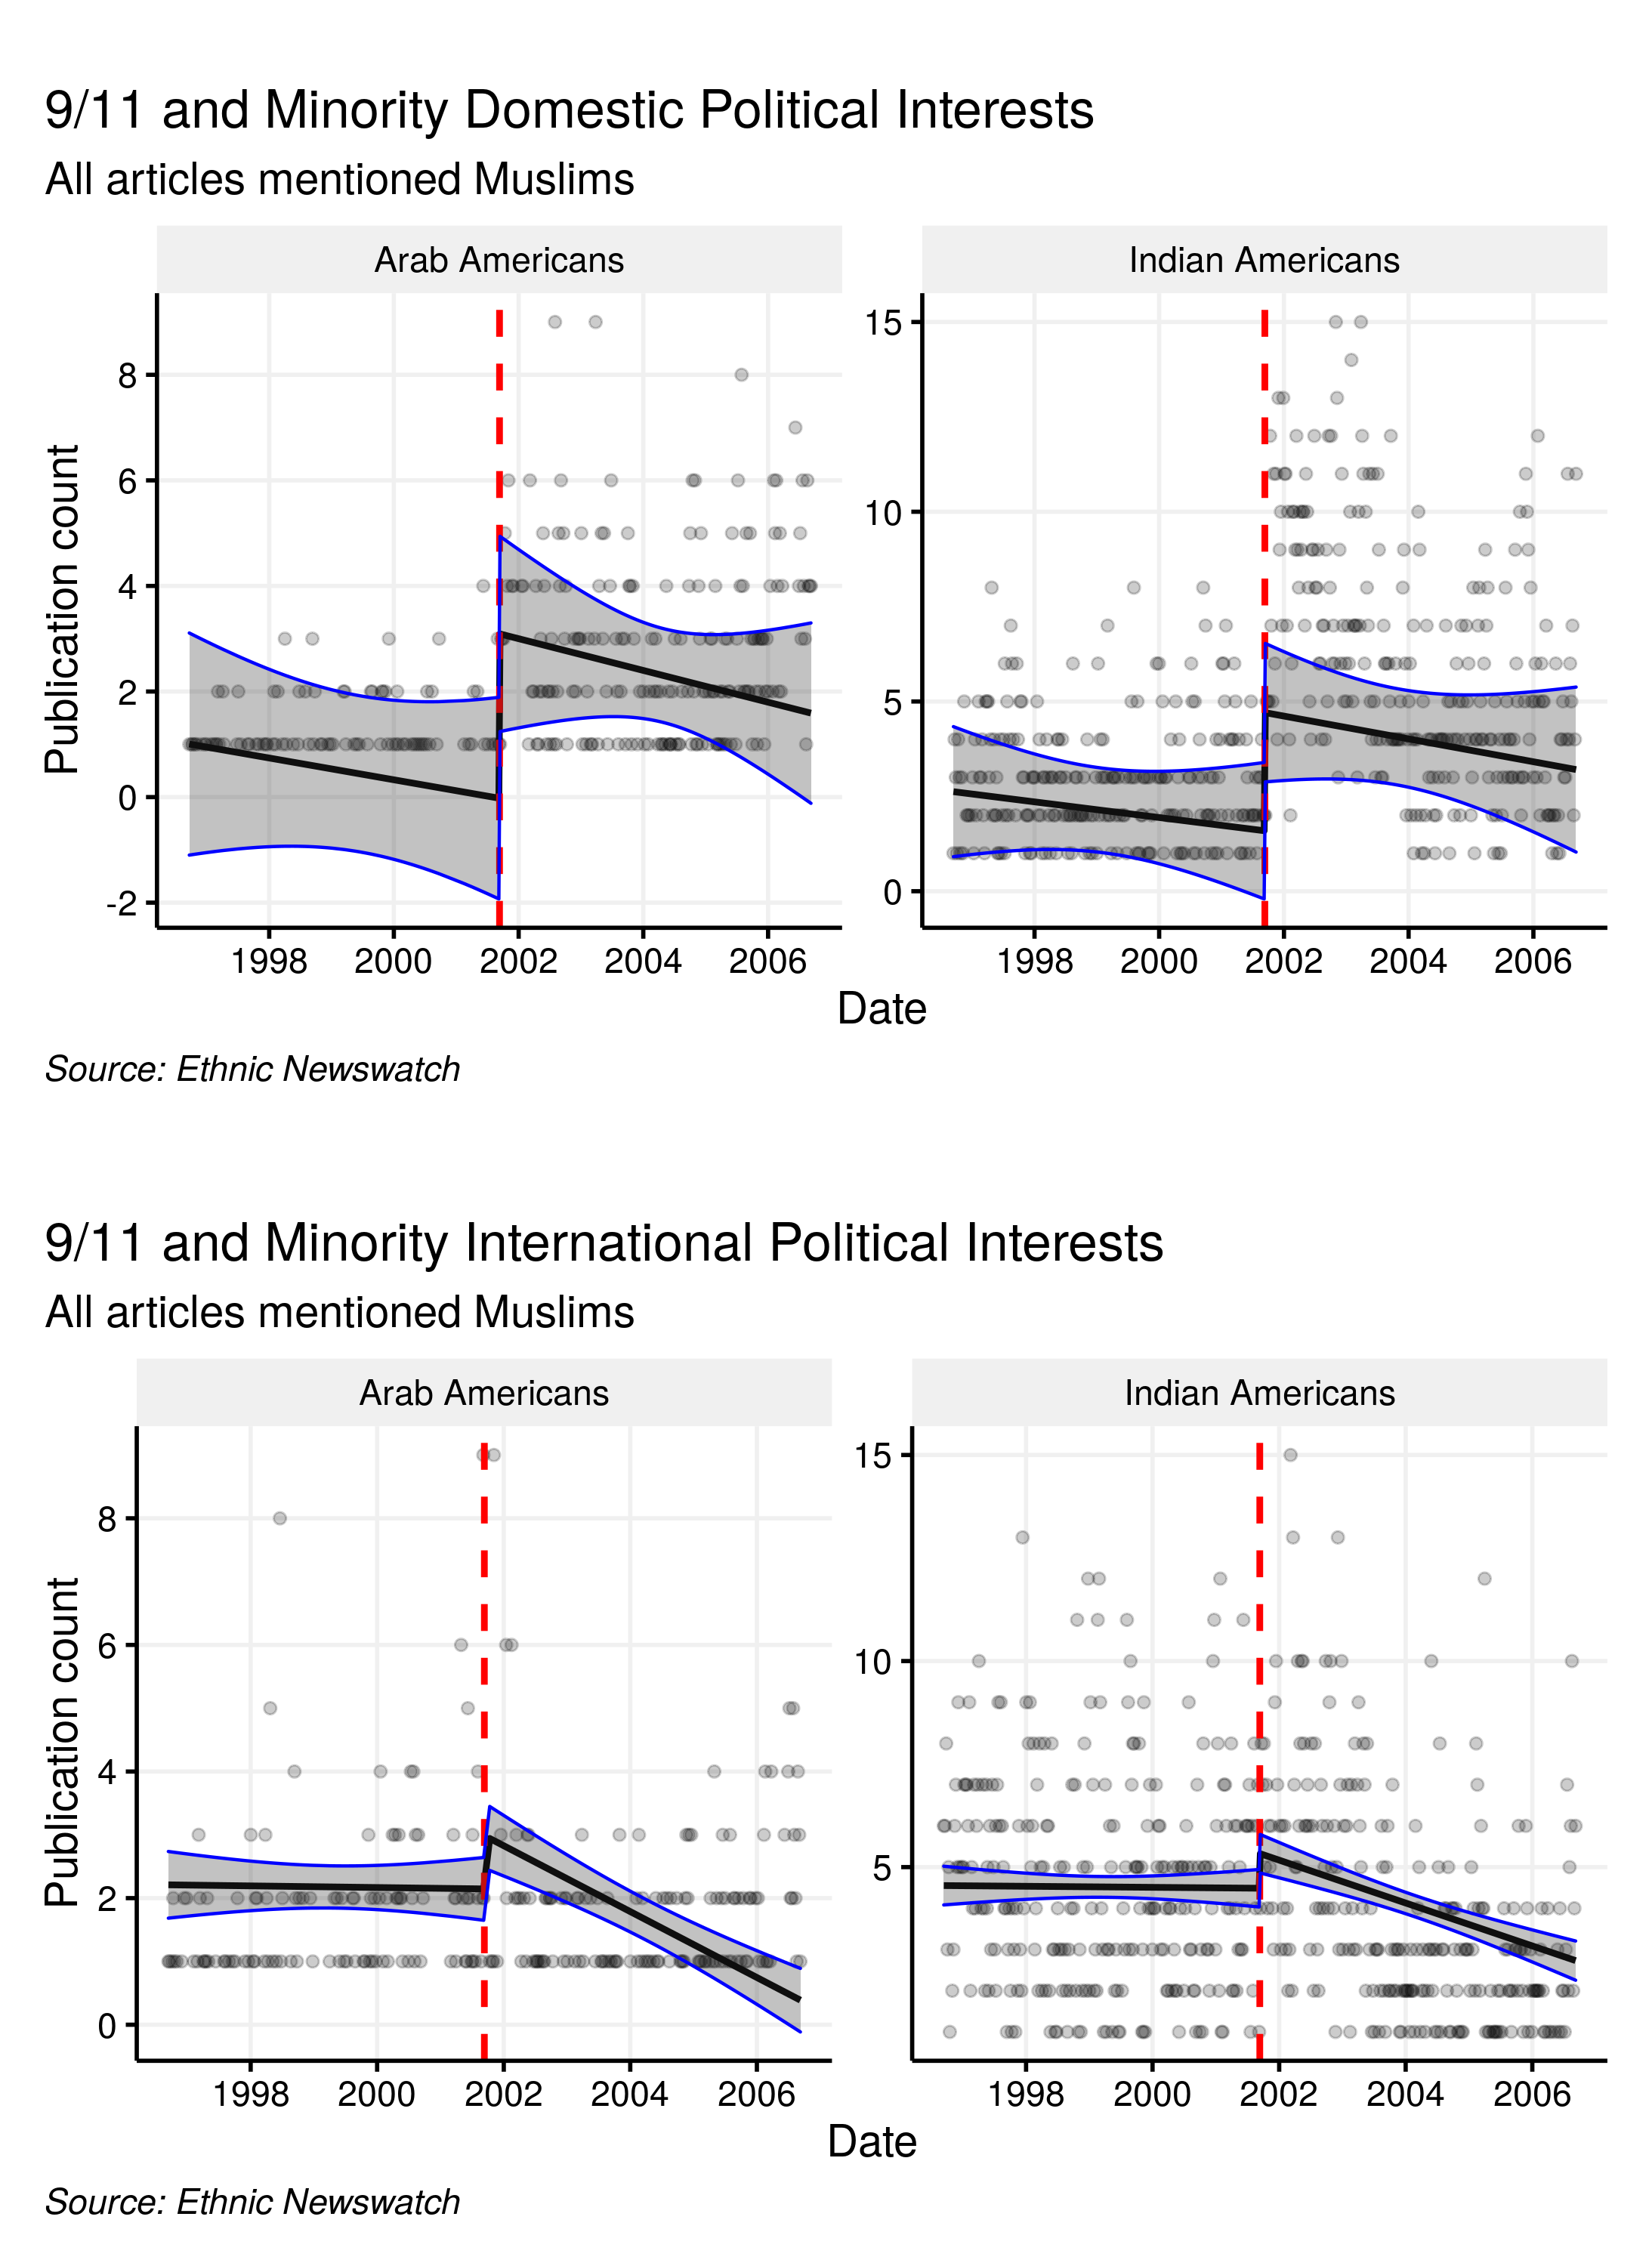 9/11 and Minority Domestic Political Interests
All articles mentioned Muslims
Arab Americans
Indian Americans
Publication count
8
6
4
2
0
-2
15
10
5
0
1998 2000 2002 2004 2006
1998 2000 2002 2004 2006
Date
Source: Ethnic Newswatch
9/11 and Minority International Political Interests
All articles mentioned Muslims
Arab Americans
Indian Americans
Publication count
8
6
4
2
0
15
10
5
1998 2000 2002 2004 2006
1998 2000 2002 2004 2006
Date
Source: Ethnic Newswatch